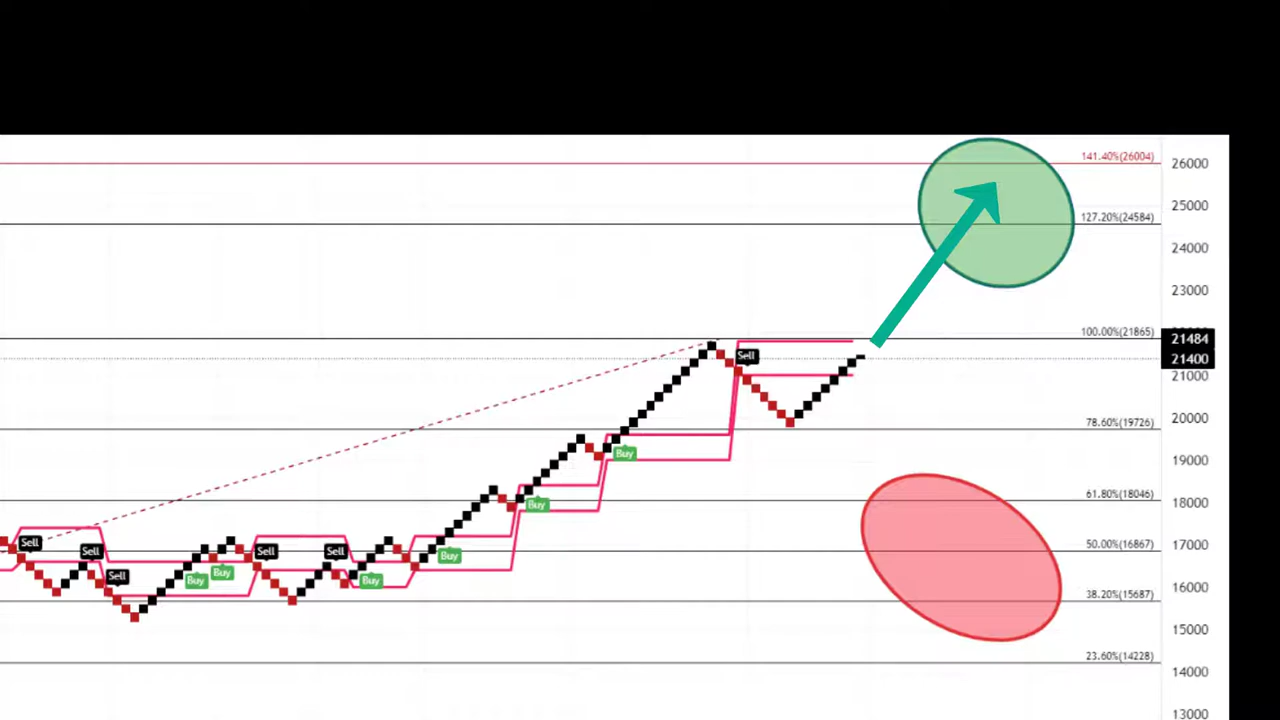 141.40%(26004)
26000
25000
127.20%(24584)
24000
23000
100.00%(21865)
21484
21400
Sell
21000
20000
78.60%(19726)
Buy
19000
61.80%(18046)
18000
Buy
Sell
Sell
Sell
Sell
50.00%(16867)
17000
Buy
Sell
Buy
Buy
Buy
16000
38.20%(15687)
15000
23.60%(14228)
14000
13000